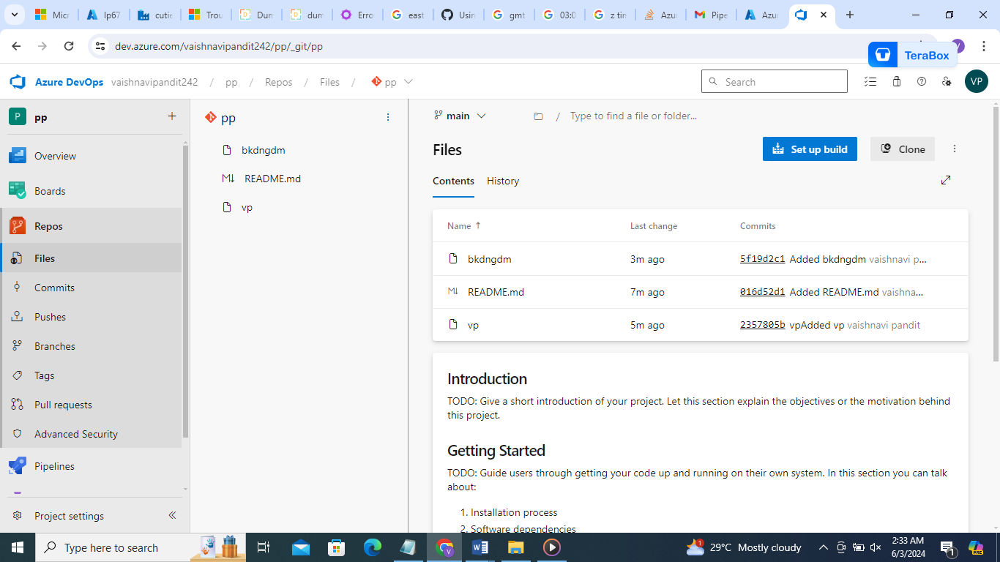 Micr
Ip67
cutie
Trou
Dum
dum
Erro
east
Usin
gmt
03:0
z tin
Azur
Pipe
Azur
dev.azure.com/vaishnavipandit242/pp/_git/pp
V
TeraBox
Azure DevOps vaishnavipandit242 / pp / Repos / Files / pp
Search
VP
P pp
Overview
Boards
Repos
Files
Commits
Pushes
Branches
Tags
Pull requests
Advanced Security
Pipelines
Project settings
pp
bkdngdm
README.md
vp
main / Type to find a file or folder...
Files
Set up build
Clone
Contents History
Name ↑ Last change Commits
bkdngdm 3m ago 5f19d2c1 Added bkdngdm vaishnavi p...
README.md 7m ago 016d52d1 Added README.md vaishna...
vp 5m ago 2357805b vpAdded vp vaishnavi pandit
Introduction
TODO: Give a short introduction of your project. Let this section explain the objectives or the motivation behind
this project.
Getting Started
TODO: Guide users through getting your code up and running on their own system. In this section you can talk
about:
1. Installation process
2. Software dependencies
Type here to search
29°C Mostly cloudy
2:33 AM
6/3/2024